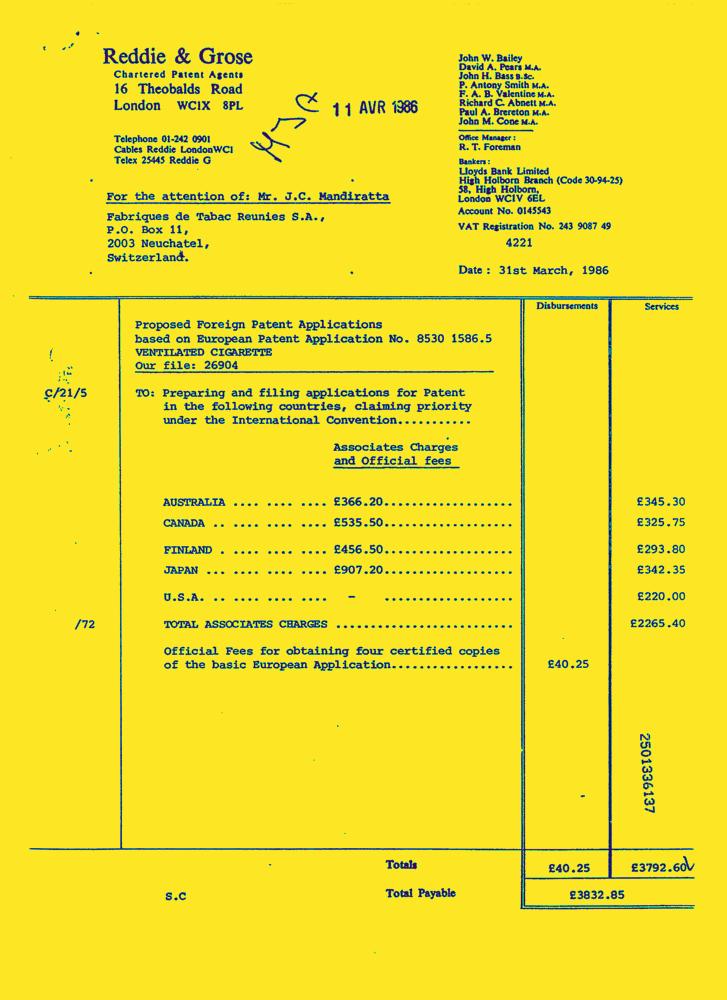 Reddie & Grose
Chartered Patent Agents
16 Theobalds Road
London WC1X 8PL
Telephone 01-242 0901
Cables Reddie LondonWC1
Telex 25445 Reddie G
11 AVR 1986
John W. Bailey
David A. Pears M.A.
John H. Bass B.Sc.
P. Antony Smith M.A.
F. A. B. Valentine M.A.
Richard C. Abnett M.A.
Paul A. Brereton M.A.
John M. Cone M.A.
Office Manager :
R. T. Foreman
Bankers :
Lloyds Bank Limited
High Holborn Branch (Code 30-94-25)
58, High Holborn,
London WC1V 6EL
Account No. 0145543
VAT Registration No. 243 9087 49
4221
For the attention of: Mr. J.C. Mandiratta
Fabriques de Tabac Reunies S.A.,
P.O. Box 11,
2003 Neuchatel,
Switzerland.
Date : 31st March, 1986
Disbursements Services
Proposed Foreign Patent Applications
based on European Patent Application No. 8530 1586.5
VENTILATED CIGARETTE
Our file: 26904
C/21/5 TO: Preparing and filing applications for Patent
in the following countries, claiming priority
under the International Convention...........
Associates Charges
and Official fees
AUSTRALIA .... .... .... £366.20................... £345.30
CANADA .. .... .... .... £535.50................... £325.75
FINLAND . .... .... .... £456.50................... £293.80
JAPAN ... .... .... .... £907.20................... £342.35
U.S.A. .. .... .... .... - ................... £220.00
/72 TOTAL ASSOCIATES CHARGES .......................... £2265.40
Official Fees for obtaining four certified copies
of the basic European Application.................. £40.25
2501336137
Totals £40.25 £3792.60
S.C Total Payable £3832.85